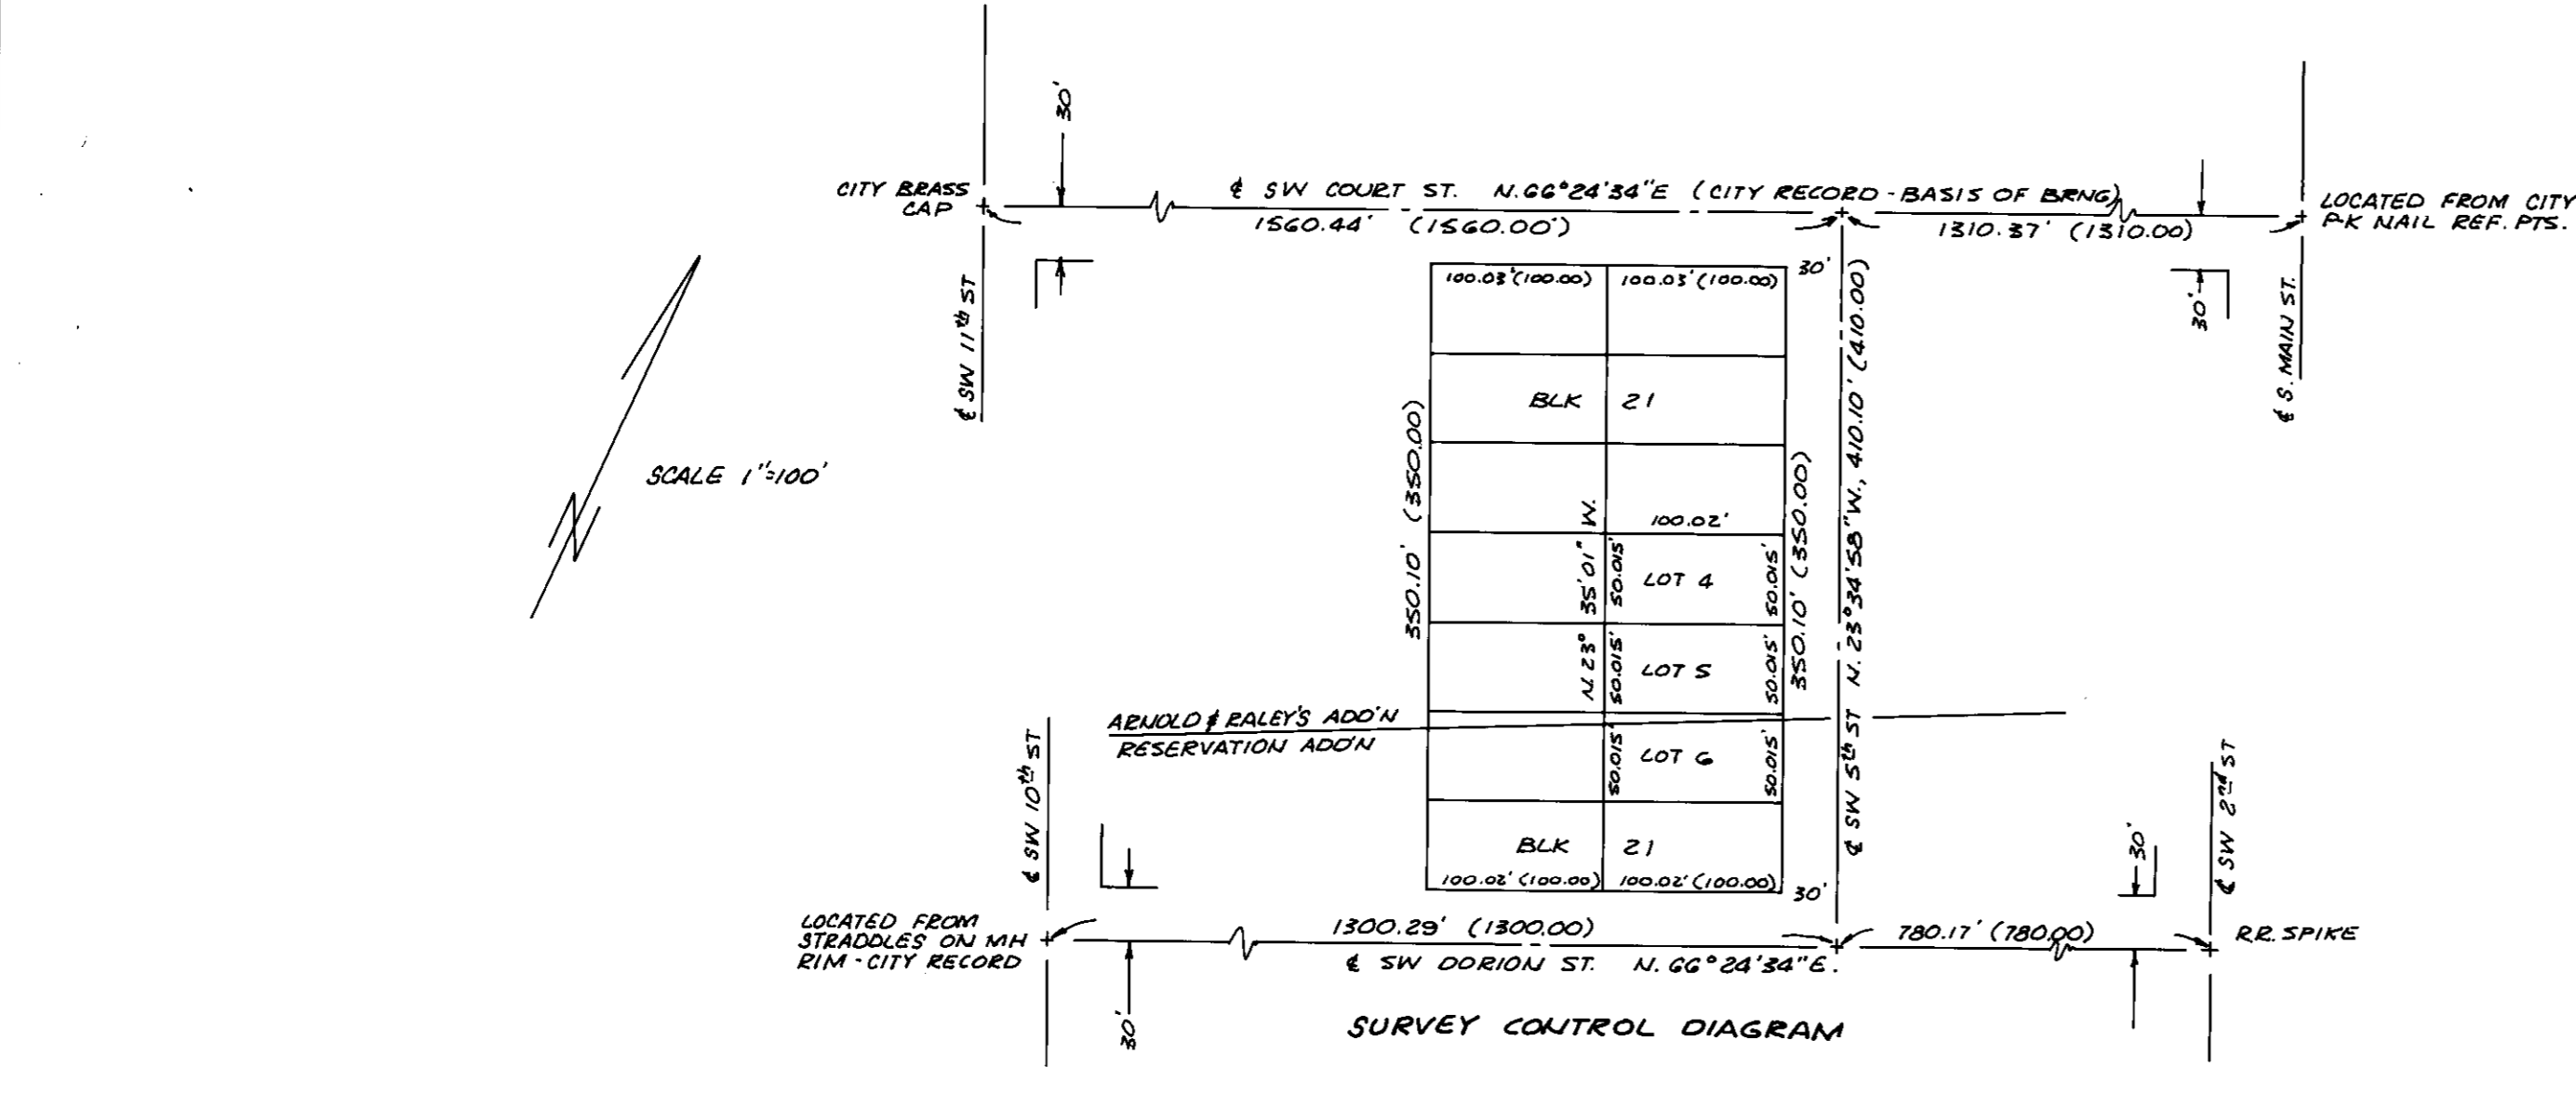 30'
CITY BRASS
CAP
℄ SW COURT ST. N.66°24'34"E (CITY RECORD - BASIS OF BRNG)
1560.44' (1560.00')
1310.37' (1310.00)
LOCATED FROM CITY
P.K NAIL REF. PTS.
30'
℄ SW 11th ST
℄ S. MAIN ST.
100.03' (100.00)
100.03' (100.00)
30'
BLK 21
350.10' (350.00)
SCALE 1"=100'
N. 23° 35' 01" W.
100.02'
50.015'
LOT 4
50.015'
50.015'
LOT 5
50.015'
350.10' (350.00)
℄ SW 5th ST N. 23°34'58" W., 410.10' (410.00)
ARNOLD & RALEY'S ADD'N
RESERVATION ADD'N
50.015'
LOT 6
50.015'
℄ SW 10th ST
℄ SW 2nd ST
BLK 21
100.02' (100.00)
100.02' (100.00)
30'
30'
LOCATED FROM
STRADDLES ON MH
RIM - CITY RECORD
1300.29' (1300.00)
780.17' (780.00)
R.R. SPIKE
℄ SW DORION ST. N. 66°24'34"E.
30'
SURVEY CONTROL DIAGRAM